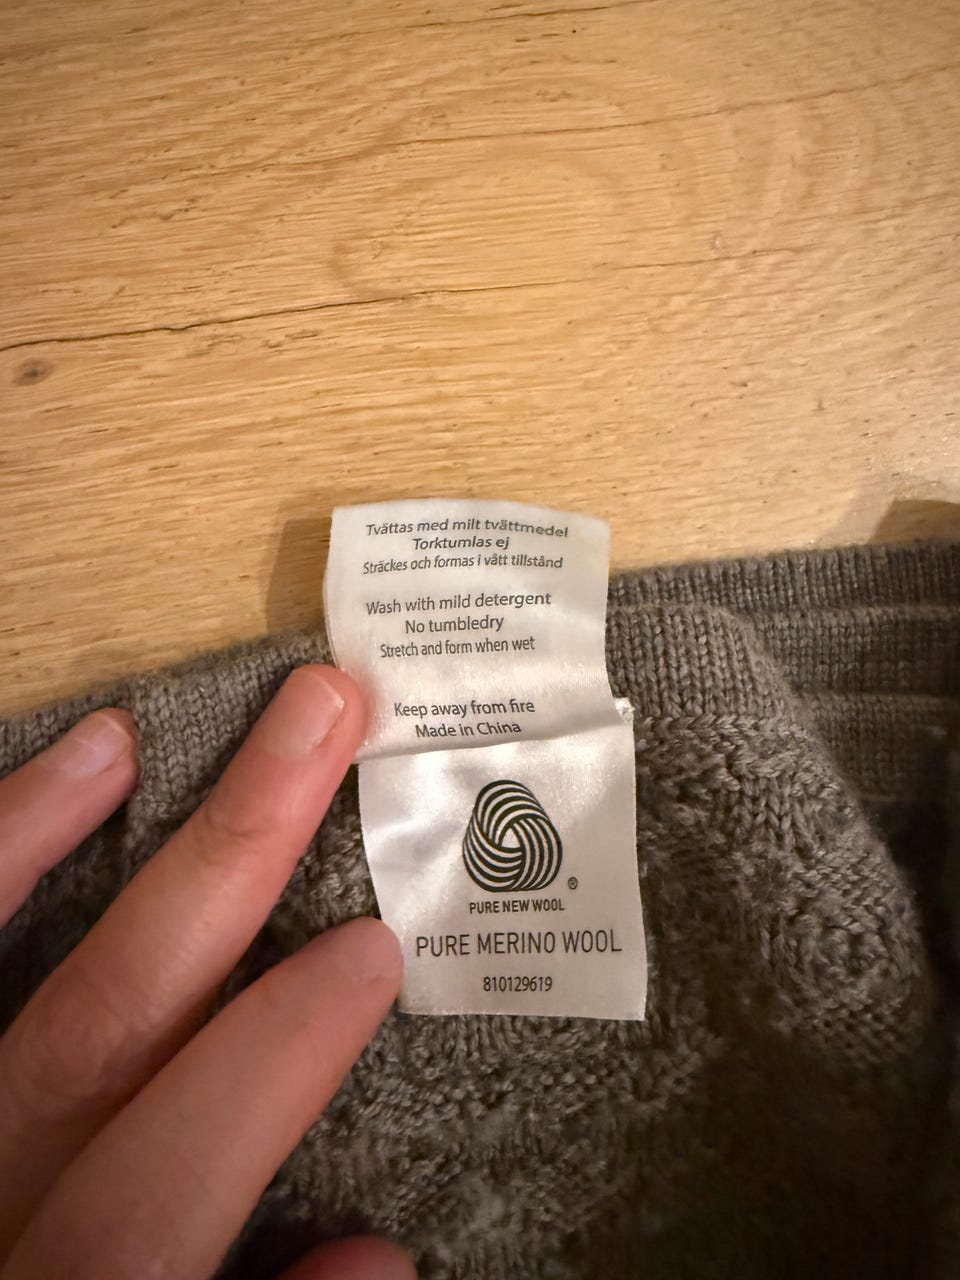 Tvättas med milt tvättmedel
Torktumlas ej
Sträckes och formas i vått tillstånd
Wash with mild detergent
No tumbledry
Stretch and form when wet
Keep away from fire
Made in China
®
PURE NEW WOOL
PURE MERINO WOOL
810129619